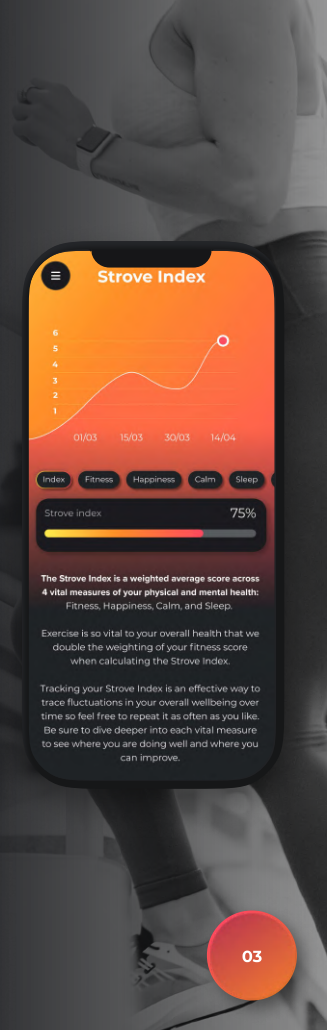 Strove Index
6
5
4
3
2
1
01/03 15/03 30/03 14/04
Index Fitness Happiness Calm Sleep
Strove index 75%
The Strove Index is a weighted average score across
4 vital measures of your physical and mental health:
Fitness, Happiness, Calm, and Sleep.
Exercise is so vital to your overall health that we
double the weighting of your fitness score
when calculating the Strove Index.
Tracking your Strove Index is an effective way to
trace fluctuations in your overall wellbeing over
time so feel free to repeat it as often as you like.
Be sure to dive deeper into each vital measure
to see where you are doing well and where you
can improve.
03